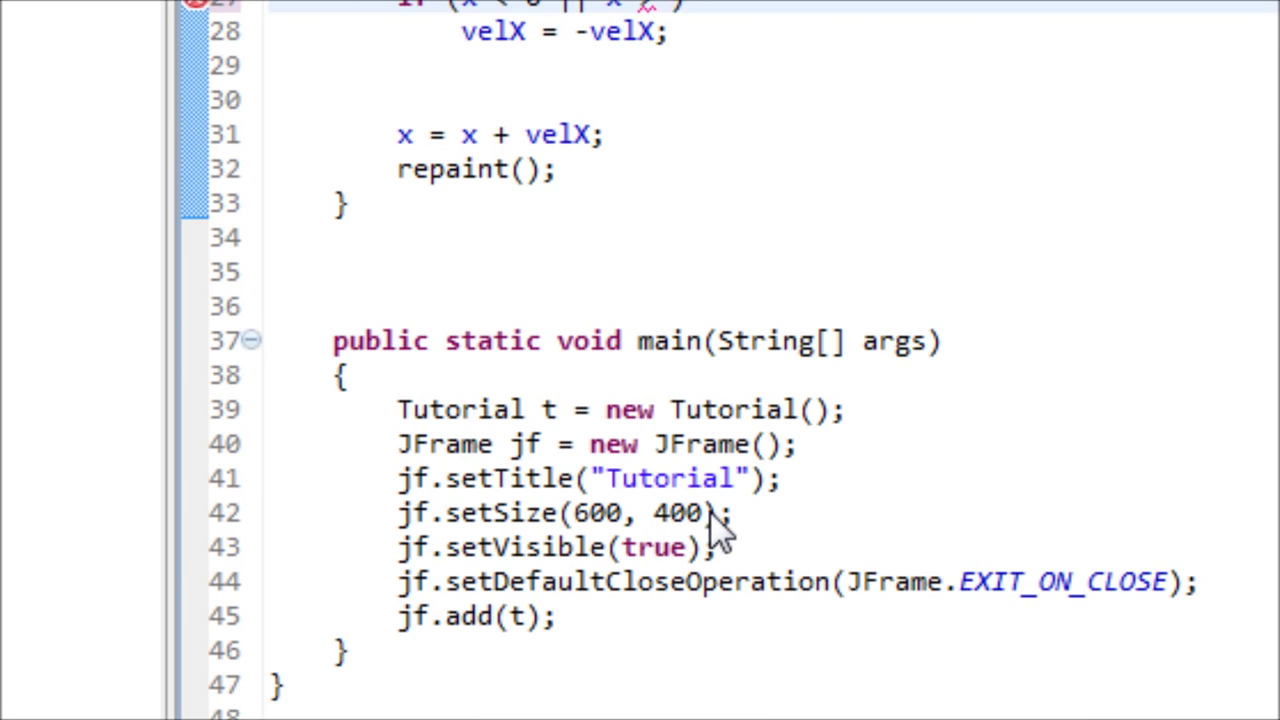 27 if (x < 0 || x
28 velX = -velX;
29
30
31 x = x + velX;
32 repaint();
33 }
34
35
36
37 public static void main(String[] args)
38 {
39 Tutorial t = new Tutorial();
40 JFrame jf = new JFrame();
41 jf.setTitle("Tutorial");
42 jf.setSize(600, 400);
43 jf.setVisible(true);
44 jf.setDefaultCloseOperation(JFrame.EXIT_ON_CLOSE);
45 jf.add(t);
46 }
47 }
48